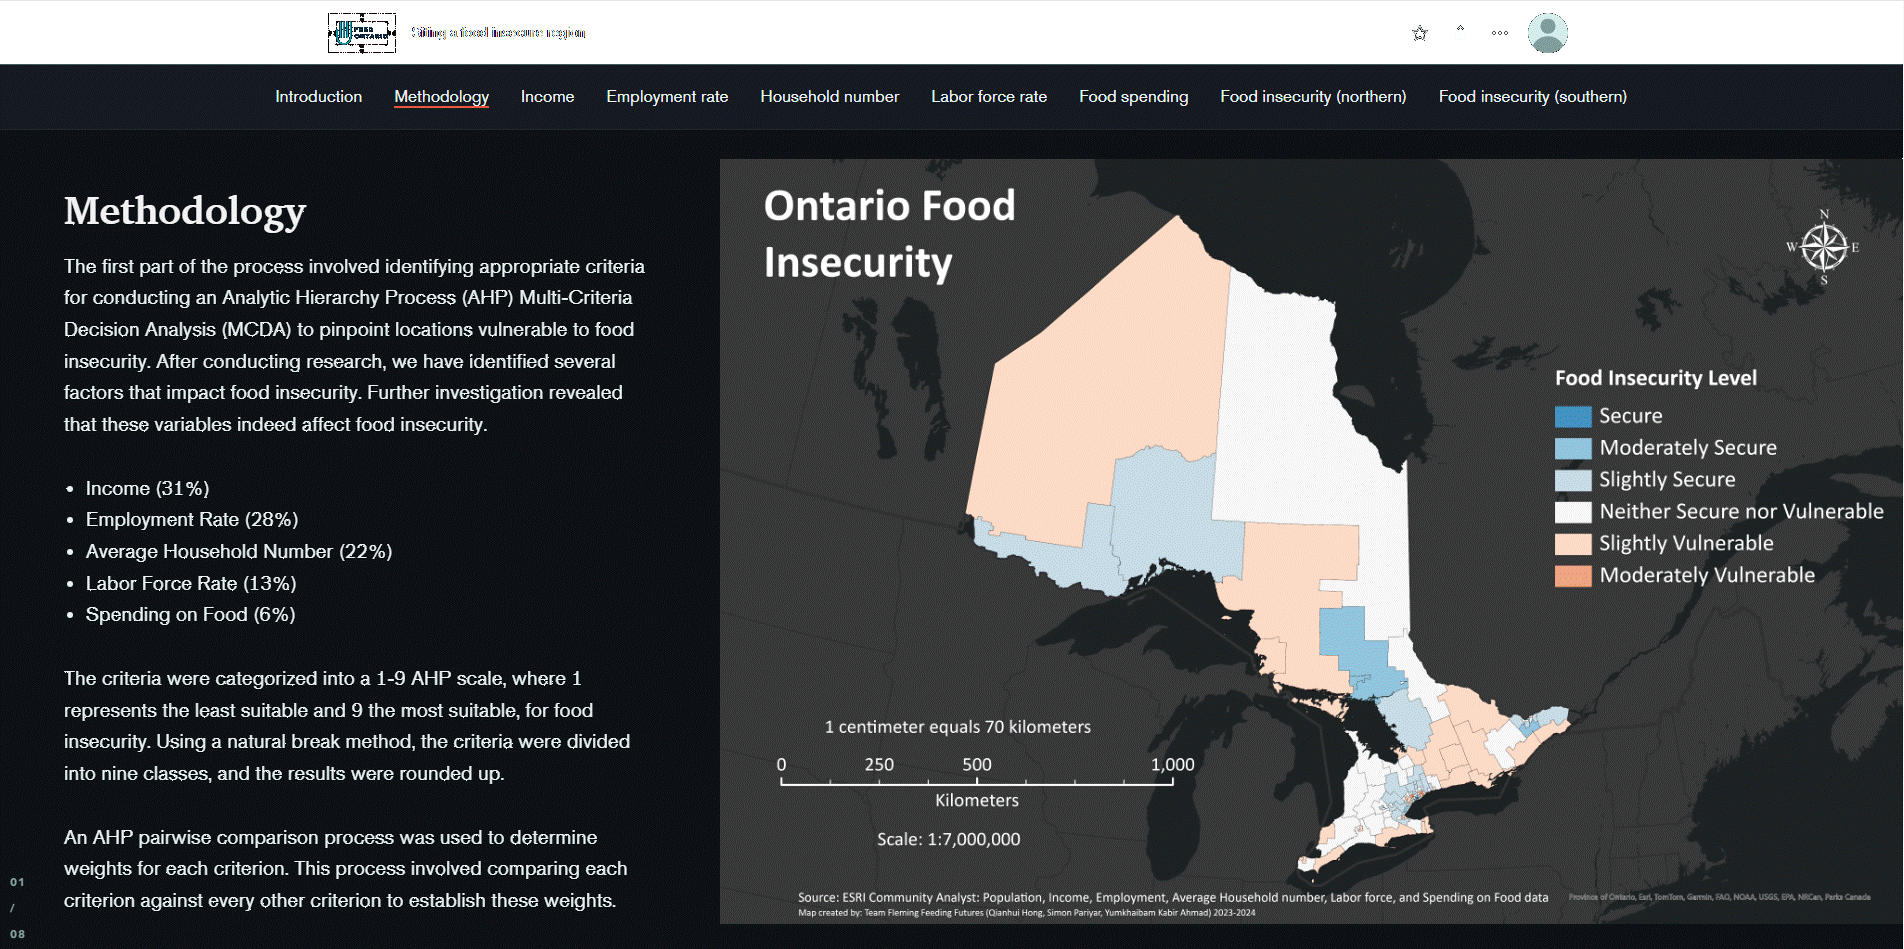 FEED
ONTARIO
Siting a food insecure region
Introduction
Methodology
Income
Employment rate
Household number
Labor force rate
Food spending
Food insecurity (northern)
Food insecurity (southern)
Methodology
The first part of the process involved identifying appropriate criteria
for conducting an Analytic Hierarchy Process (AHP) Multi-Criteria
Decision Analysis (MCDA) to pinpoint locations vulnerable to food
insecurity. After conducting research, we have identified several
factors that impact food insecurity. Further investigation revealed
that these variables indeed affect food insecurity.
• Income (31%)
• Employment Rate (28%)
• Average Household Number (22%)
• Labor Force Rate (13%)
• Spending on Food (6%)
The criteria were categorized into a 1-9 AHP scale, where 1
represents the least suitable and 9 the most suitable, for food
insecurity. Using a natural break method, the criteria were divided
into nine classes, and the results were rounded up.
An AHP pairwise comparison process was used to determine
weights for each criterion. This process involved comparing each
criterion against every other criterion to establish these weights.
01
/
08
Ontario Food
Insecurity
N
W E
S
Food Insecurity Level
Secure
Moderately Secure
Slightly Secure
Neither Secure nor Vulnerable
Slightly Vulnerable
Moderately Vulnerable
1 centimeter equals 70 kilometers
0 250 500 1,000
Kilometers
Scale: 1:7,000,000
Source: ESRI Community Analyst: Population, Income, Employment, Average Household number, Labor force, and Spending on Food data
Map created by: Team Fleming Feeding Futures (Qianhui Hong, Simon Pariyar, Yumkhaibam Kabir Ahmad) 2023-2024
Province of Ontario, Esri, TomTom, Garmin, FAO, NOAA, USGS, EPA, NRCan, Parks Canada